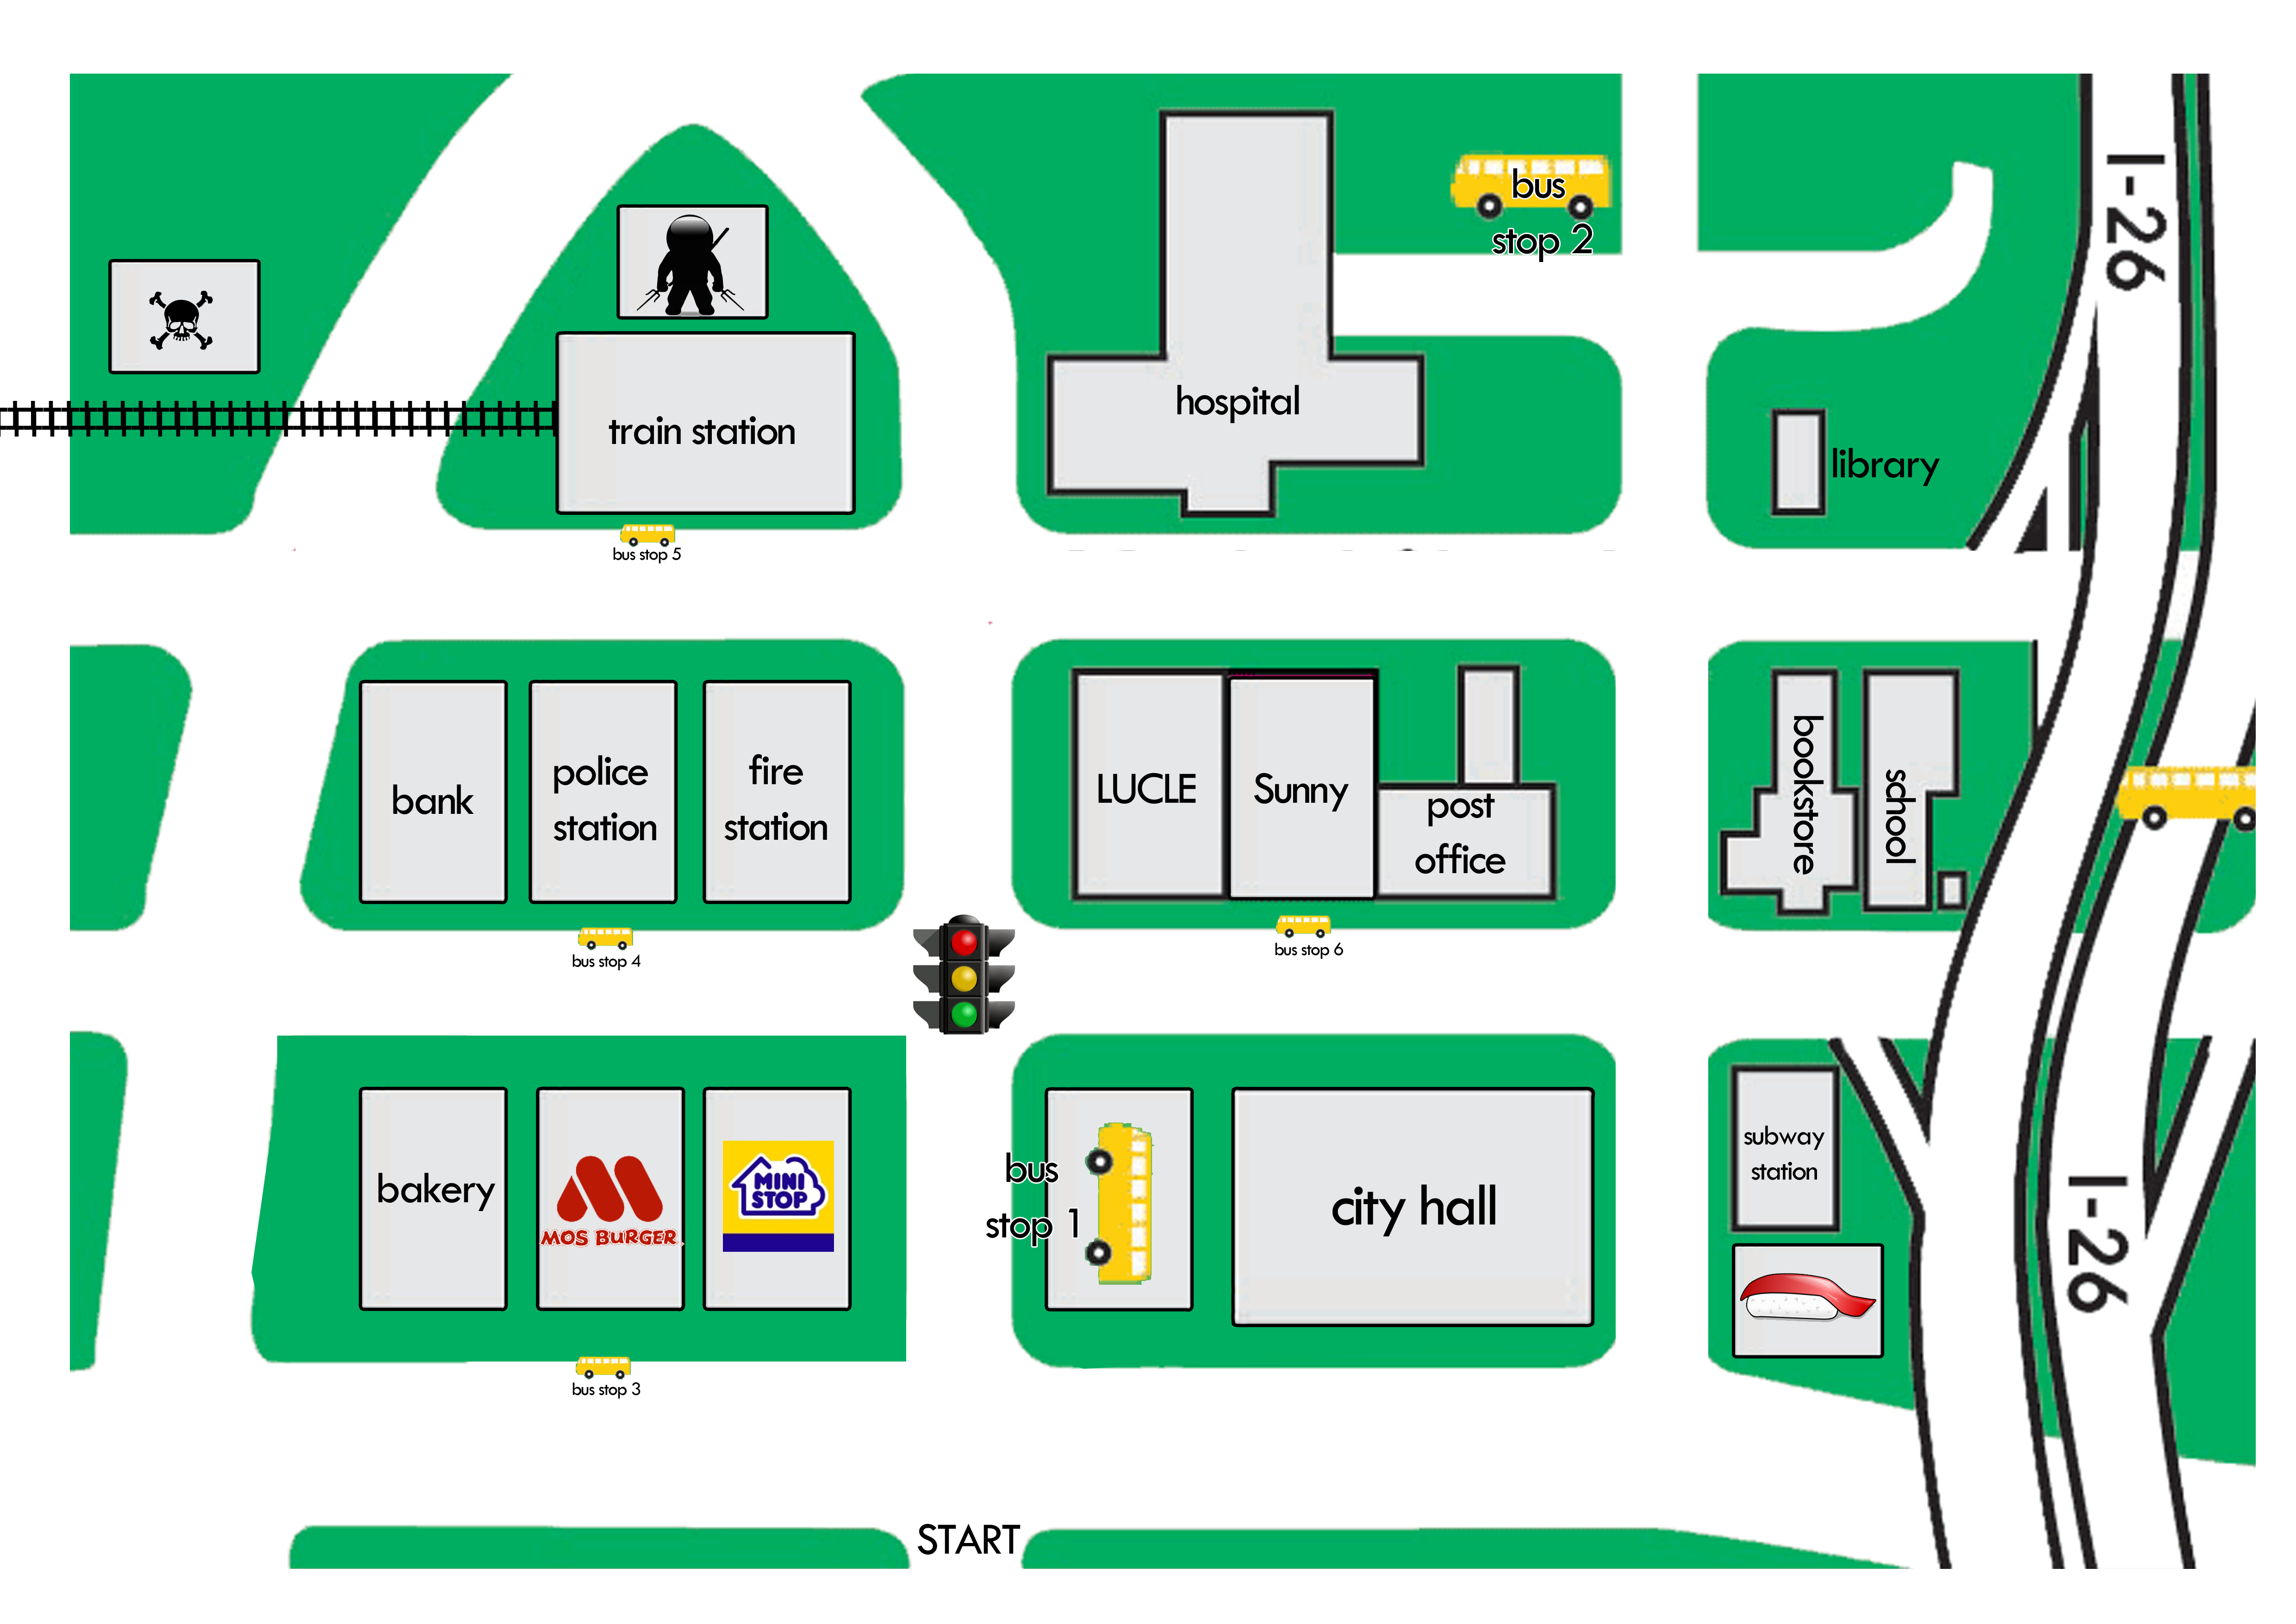 bus
stop 2
I-26
hospital
train station
library
bus stop 5
bank
police
station
fire
station
LUCLE
Sunny
post
office
bookstore
school
bus stop 4
bus stop 6
bakery
MOS BURGER
MINI
STOP
bus
stop 1
city hall
subway
station
I-26
bus stop 3
START